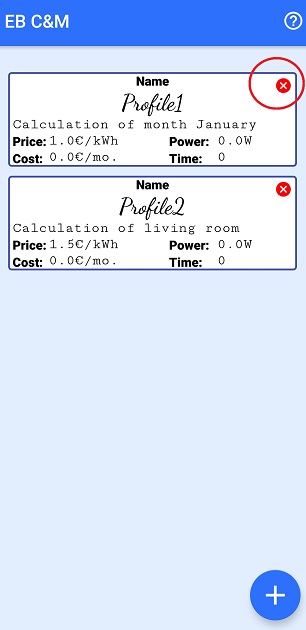 EB C&M
Name
Profile1
Calculation of month January
Price: 1.0€/kWh Power: 0.0W
Cost: 0.0€/mo. Time: 0
Name
Profile2
Calculation of living room
Price: 1.5€/kWh Power: 0.0W
Cost: 0.0€/mo. Time: 0